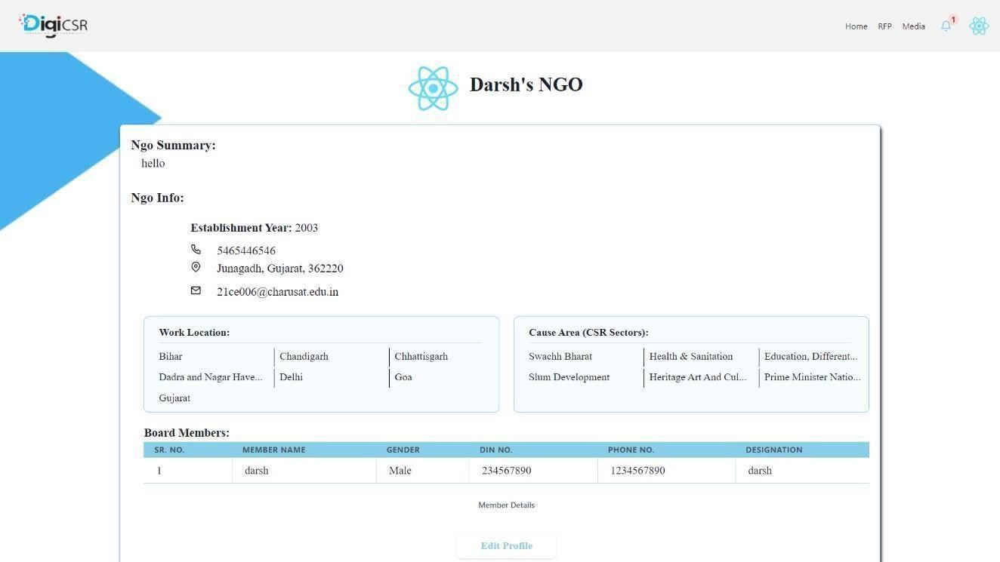 DigiCSR
Home RFP Media 1
Darsh's NGO
Ngo Summary:
hello
Ngo Info:
Establishment Year: 2003
5465446546
Junagadh, Gujarat, 362220
21ce006@charusat.edu.in
Work Location:
Bihar Chandigarh Chhattisgarh
Dadra and Nagar Have... Delhi Goa
Gujarat
Cause Area (CSR Sectors):
Swachh Bharat Health & Sanitation Education, Different...
Slum Development Heritage Art And Cul... Prime Minister Natio...
Board Members:
SR. NO. MEMBER NAME GENDER DIN NO. PHONE NO. DESIGNATION
1 darsh Male 234567890 1234567890 darsh
Member Details
Edit Profile